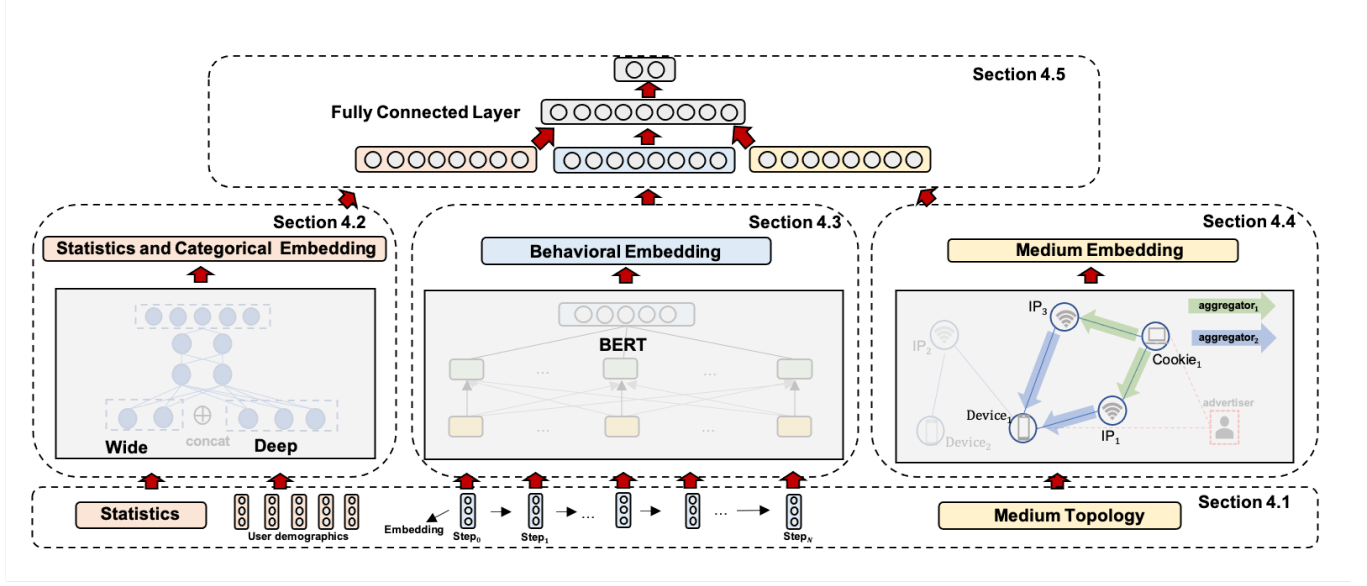 Section 4.5
Fully Connected Layer
Section 4.2
Statistics and Categorical Embedding
Wide
concat
Deep
Section 4.3
Behavioral Embedding
BERT
...
...
...
...
Section 4.4
Medium Embedding
IP3
aggregator1
aggregator2
IP2
Cookie1
advertiser
Device1
IP1
Device2
Section 4.1
Statistics
User demographics
Embedding
Step0
Step1
...
...
StepN
Medium Topology